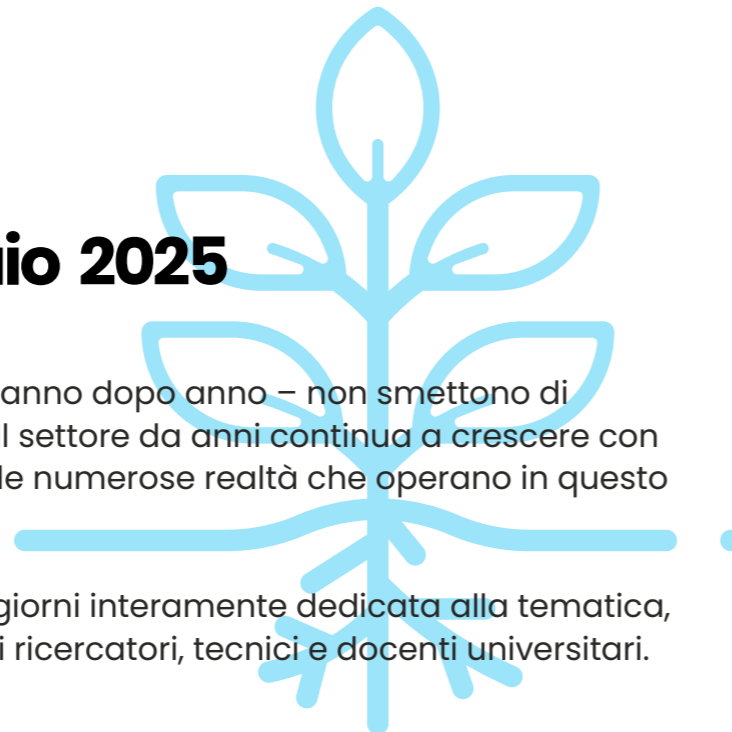 io 2025
anno dopo anno – non smettono di
settore da anni continua a crescere con
le numerose realtà che operano in questo
giorni interamente dedicata alla tematica,
i ricercatori, tecnici e docenti universitari.